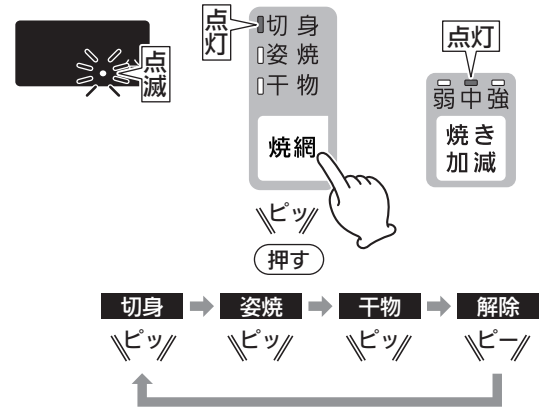 点滅
点灯
切身
姿焼
干物
焼網
ピッ
押す
点灯
弱中強
焼き
加減
切身 姿焼 干物 解除
ピッ ピッ ピッ ピー